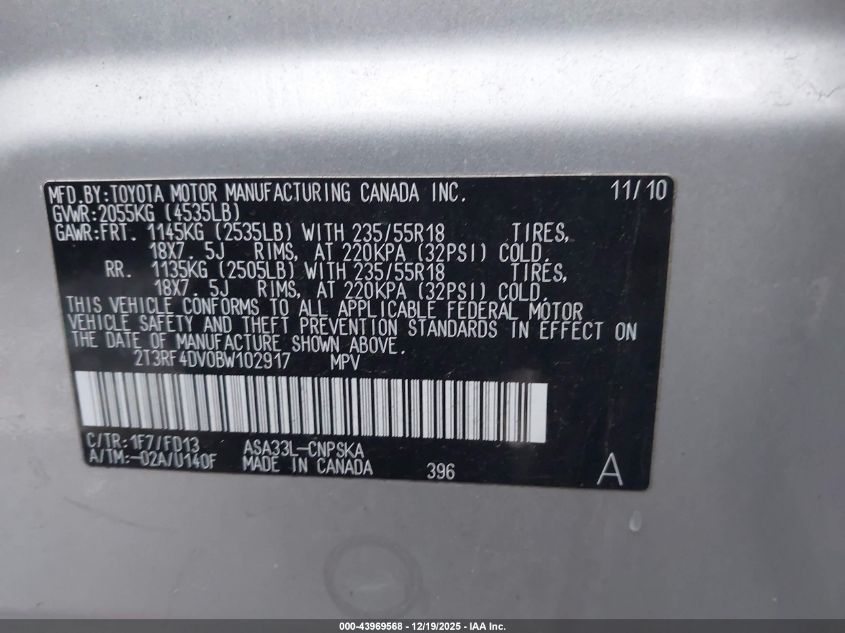 MFD.BY:TOYOTA MOTOR MANUFACTURING CANADA INC. 11/10
GVWR:2055KG (4535LB)
GAWR:FRT. 1145KG (2535LB) WITH 235/55R18 TIRES,
18X7.5J RIMS, AT 220KPA (32PSI) COLD.
RR. 1135KG (2505LB) WITH 235/55R18 TIRES,
18X7.5J RIMS, AT 220KPA (32PSI) COLD.
THIS VEHICLE CONFORMS TO ALL APPLICABLE FEDERAL MOTOR
VEHICLE SAFETY AND THEFT PREVENTION STANDARDS IN EFFECT ON
THE DATE OF MANUFACTURE SHOWN ABOVE.
2T3RF4DV0BW102917 MPV
C/TR:1F7/FD13 ASA33L-CNPSKA
A/TM:-02A/U140F MADE IN CANADA 396 A
000-43969568 - 12/19/2025 - IAA Inc.